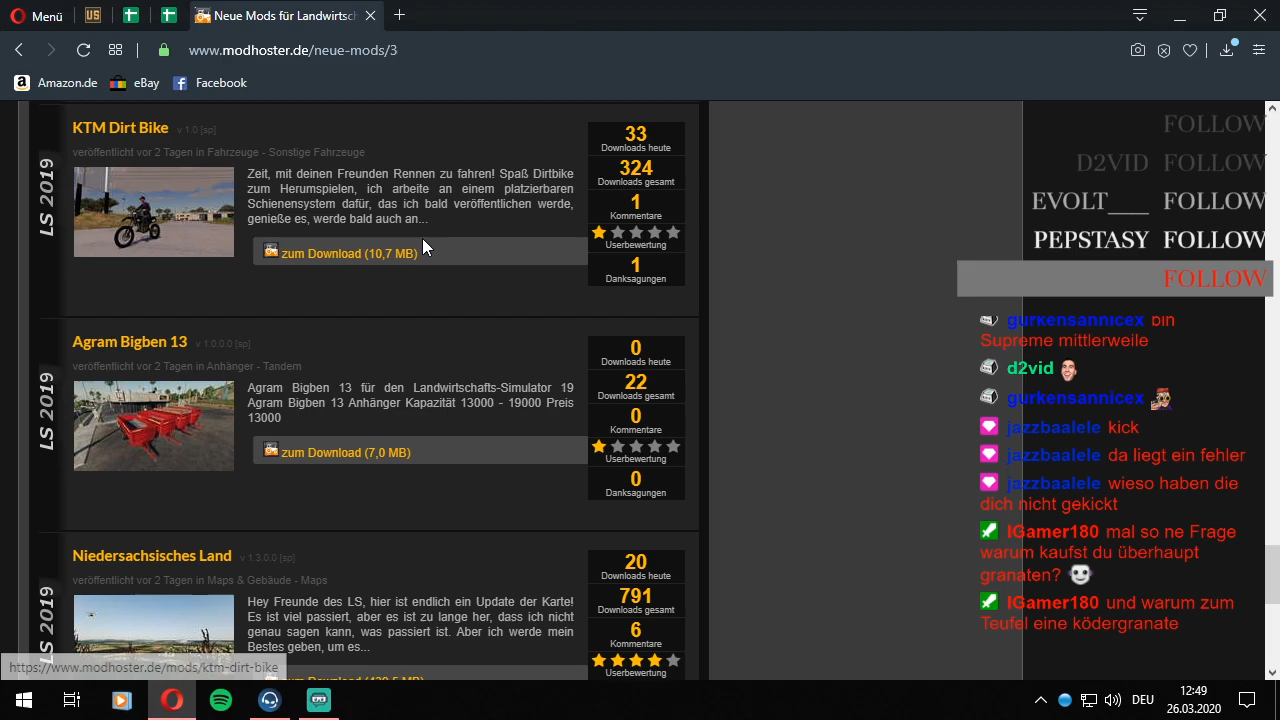 Menü
US
Neue Mods für Landwirtsch
www.modhoster.de/neue-mods/3
Amazon.de
eBay
Facebook
LS 2019
KTM Dirt Bike v 1.0 [sp]
veröffentlicht vor 2 Tagen in Fahrzeuge - Sonstige Fahrzeuge
Zeit, mit deinen Freunden Rennen zu fahren! Spaß Dirtbike
zum Herumspielen, ich arbeite an einem platzierbaren
Schienensystem dafür, das ich bald veröffentlichen werde,
genieße es, werde bald auch an...
zum Download (10,7 MB)
33
Downloads heute
324
Downloads gesamt
1
Kommentare
Userbewertung
1
Danksagungen
LS 2019
Agram Bigben 13 v 1.0.0.0 [sp]
veröffentlicht vor 2 Tagen in Anhänger - Tandem
Agram Bigben 13 für den Landwirtschafts-Simulator 19
Agram Bigben 13 Anhänger Kapazität 13000 - 19000 Preis
13000
zum Download (7,0 MB)
0
Downloads heute
22
Downloads gesamt
0
Kommentare
Userbewertung
0
Danksagungen
LS 2019
Niedersachsisches Land v 1.3.0.0 [sp]
veröffentlicht vor 2 Tagen in Maps & Gebäude - Maps
Hey Freunde des LS, hier ist endlich ein Update der Karte!
Es ist viel passiert, aber es ist zu lange her, dass ich nicht
genau sagen kann, was passiert ist. Aber ich werde mein
Bestes geben, um es...
20
Downloads heute
791
Downloads gesamt
6
Kommentare
Userbewertung
https://www.modhoster.de/mods/ktm-dirt-bike
FOLLOW
D2VID FOLLOW
EVOLT___ FOLLOW
PEPSTASY FOLLOW
FOLLOW
gurkensannicex bin
Supreme mittlerweile
d2vid
gurkensannicex
jazzbaalele kick
jazzbaalele da liegt ein fehler
jazzbaalele wieso haben die
dich nicht gekickt
IGamer180 mal so ne Frage
warum kaufst du überhaupt
granaten?
IGamer180 und warum zum
Teufel eine ködergranate
DEU
12:49
26.03.2020